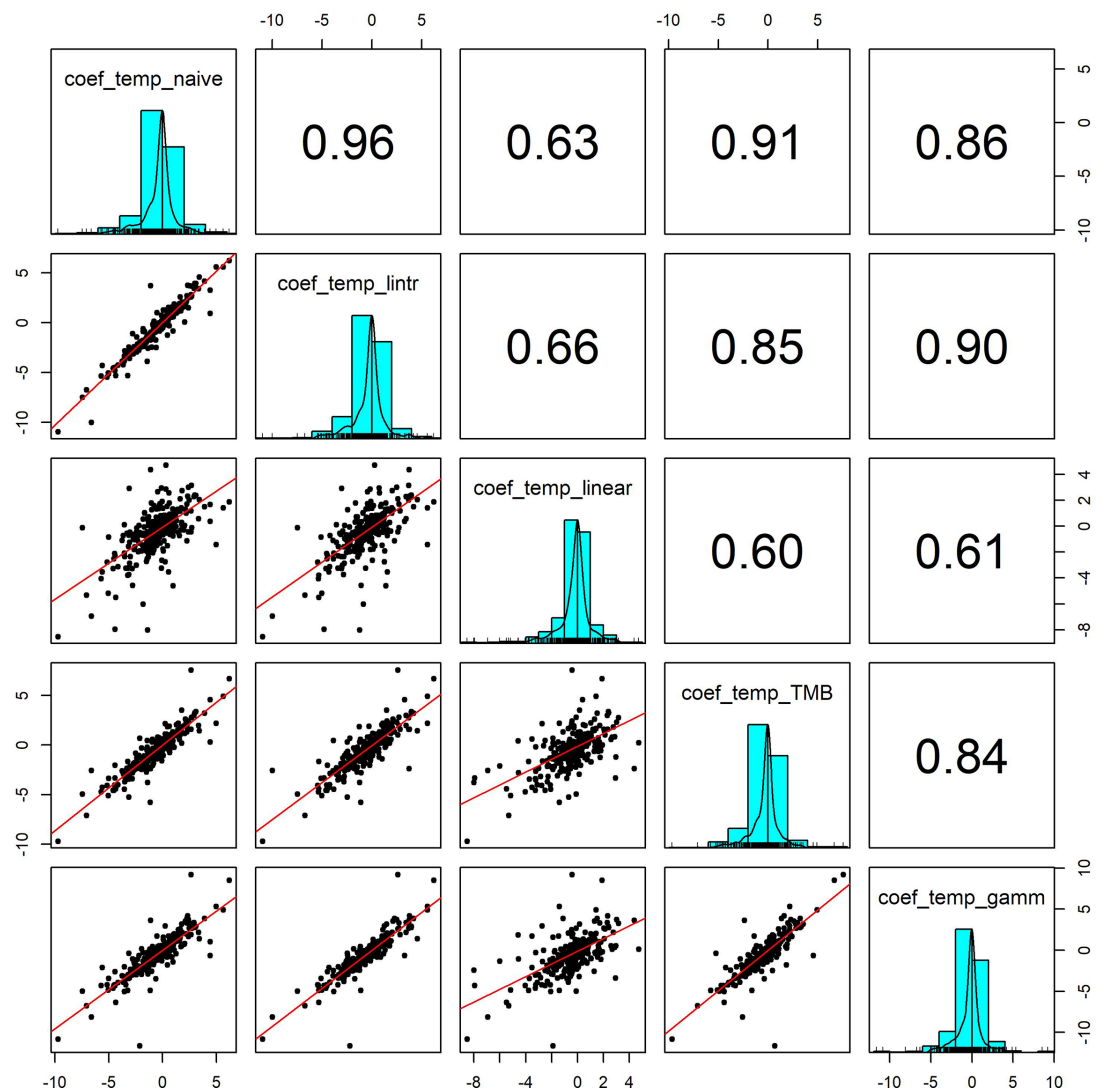 -10 -5 0 5 -10 -5 0 5
coef_temp_naive 0.96 0.63 0.91 0.86 5 0 -5 -10
5 0 -5 -10 coef_temp_lintr 0.66 0.85 0.90
coef_temp_linear 0.60 0.61 4 2 0 -4 -8
5 0 -5 -10 coef_temp_TMB 0.84
coef_temp_gamm 10 5 0 -5 -10
-10 -5 0 5 -8 -4 0 2 4 -10 -5 0 5 10